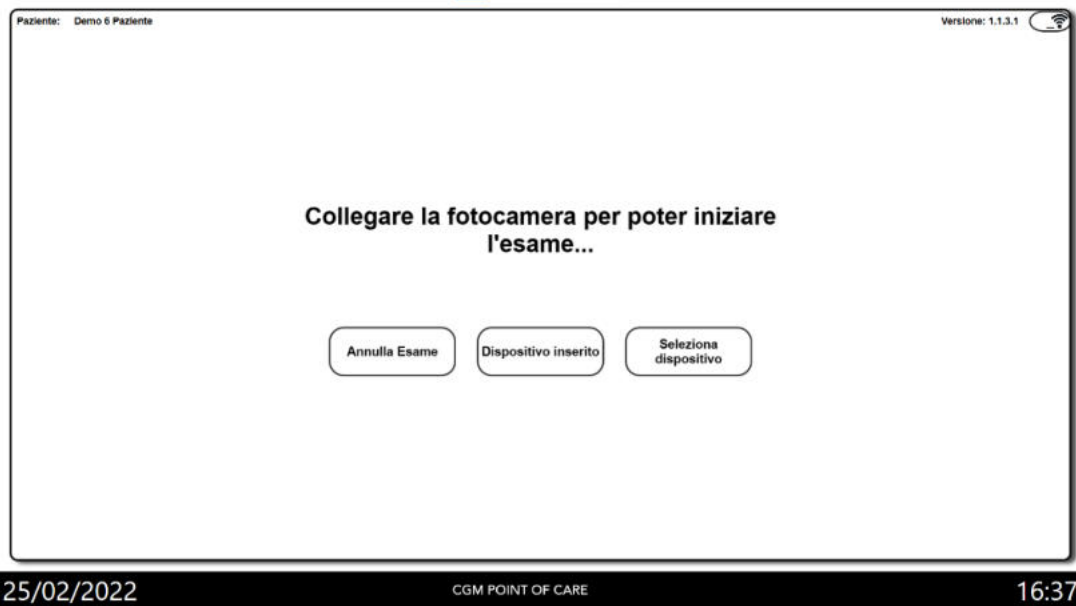 Paziente: Demo 6 Paziente
Versione: 1.1.3.1
Collegare la fotocamera per poter iniziare
l'esame...
Annulla Esame
Dispositivo inserito
Seleziona
dispositivo
25/02/2022
CGM POINT OF CARE
16:37